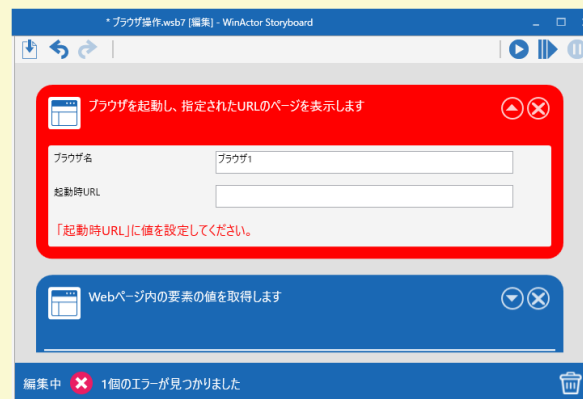 * ブラウザ操作.wsb7 [編集] - WinActor Storyboard
ブラウザを起動し、指定されたURLのページを表示します
ブラウザ名 ブラウザ1
起動時URL
「起動時URL」に値を設定してください。
Webページ内の要素の値を取得します
編集中 1個のエラーが見つかりました